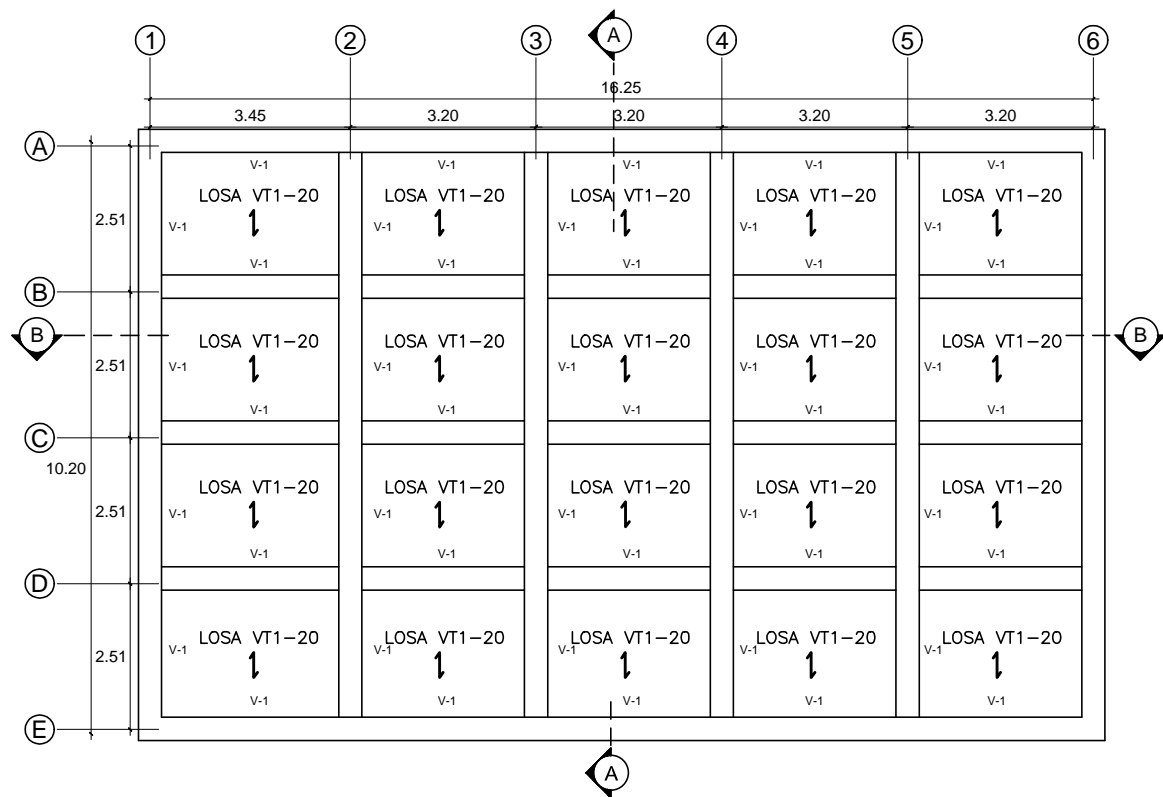 1 2 3 A 4 5 6
16.25
3.45 3.20 3.20 3.20 3.20
A
V-1 V-1 V-1
LOSA VT1-20 LOSA VT1-20 LOSA VT1-20 LOSA VT1-20 LOSA VT1-20
2.51
V-1 V-1 V-1 V-1 V-1
V-1 V-1 V-1 V-1 V-1
B
B B
LOSA VT1-20 LOSA VT1-20 LOSA VT1-20 LOSA VT1-20 LOSA VT1-20
2.51
V-1 V-1 V-1 V-1 V-1
V-1 V-1 V-1 V-1 V-1
C
10.20
LOSA VT1-20 LOSA VT1-20 LOSA VT1-20 LOSA VT1-20 LOSA VT1-20
2.51
V-1 V-1 V-1 V-1 V-1
V-1 V-1 V-1 V-1 V-1
D
LOSA VT1-20 LOSA VT1-20 LOSA VT1-20 LOSA VT1-20 LOSA VT1-20
2.51
V-1 V-1 V-1 V-1 V-1
V-1 V-1 V-1 V-1 V-1
E
A